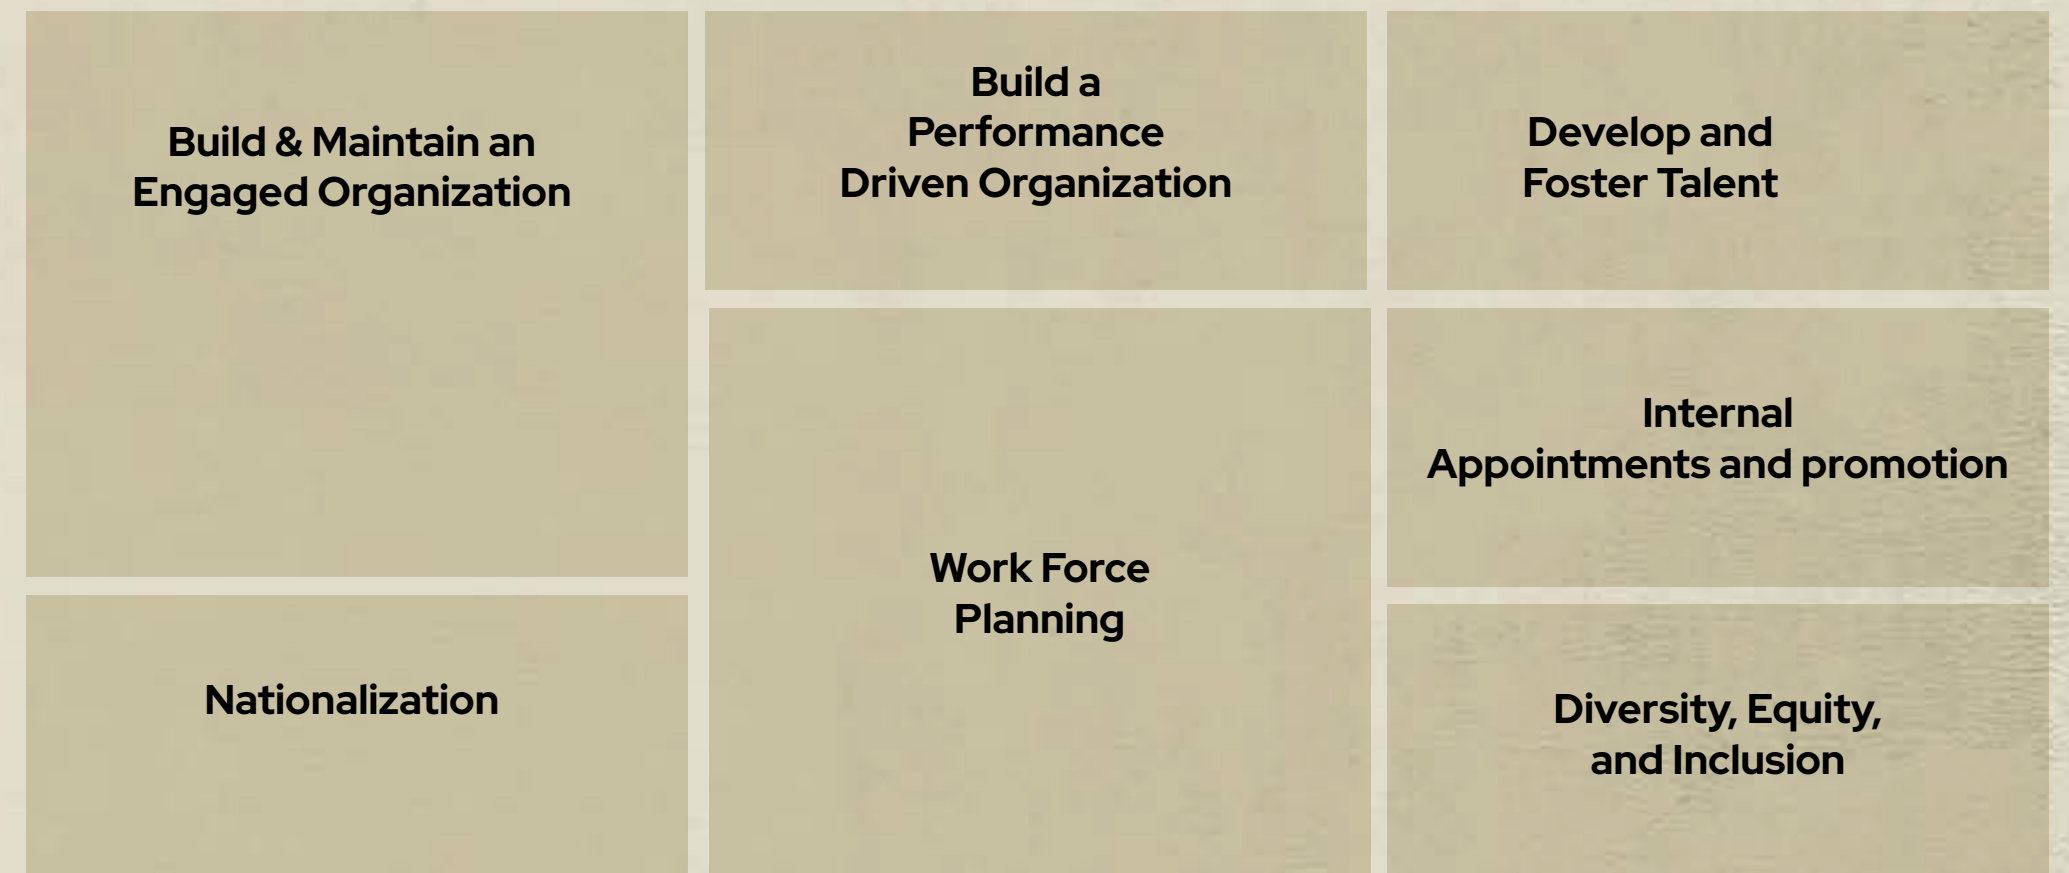 Build & Maintain an
Engaged Organization
Build a
Performance
Driven Organization
Develop and
Foster Talent
Internal
Appointments and promotion
Work Force
Planning
Nationalization
Diversity, Equity,
and Inclusion